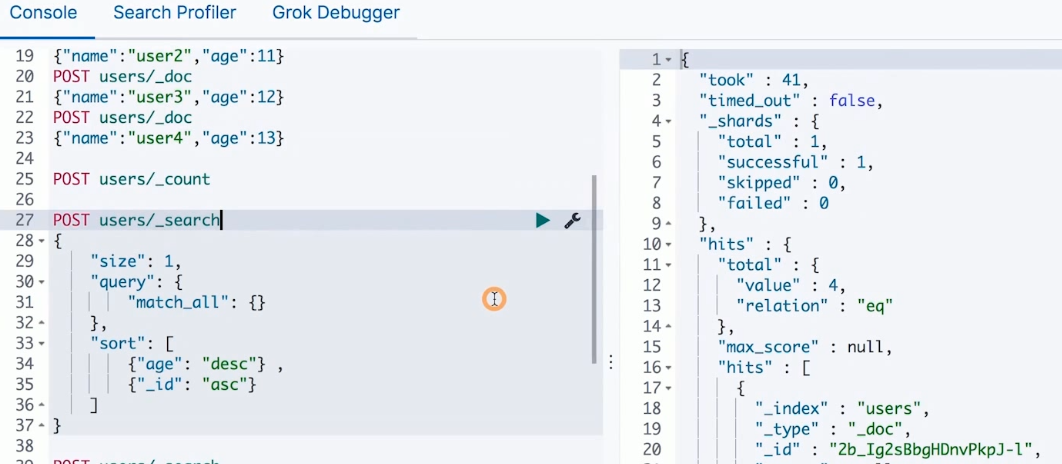 Console Search Profiler Grok Debugger
19 {"name":"user2","age":11}
20 POST users/_doc
21 {"name":"user3","age":12}
22 POST users/_doc
23 {"name":"user4","age":13}
24
25 POST users/_count
26
27 POST users/_search
28 {
29 "size": 1,
30 "query": {
31 "match_all": {}
32 },
33 "sort": [
34 {"age": "desc"} ,
35 {"_id": "asc"}
36 ]
37 }
38
39 POST users/_search
1 {
2 "took" : 41,
3 "timed_out" : false,
4 "_shards" : {
5 "total" : 1,
6 "successful" : 1,
7 "skipped" : 0,
8 "failed" : 0
9 },
10 "hits" : {
11 "total" : {
12 "value" : 4,
13 "relation" : "eq"
14 },
15 "max_score" : null,
16 "hits" : [
17 {
18 "_index" : "users",
19 "_type" : "_doc",
20 "_id" : "2b_Ig2sBbgHDnvPkpJ-l",